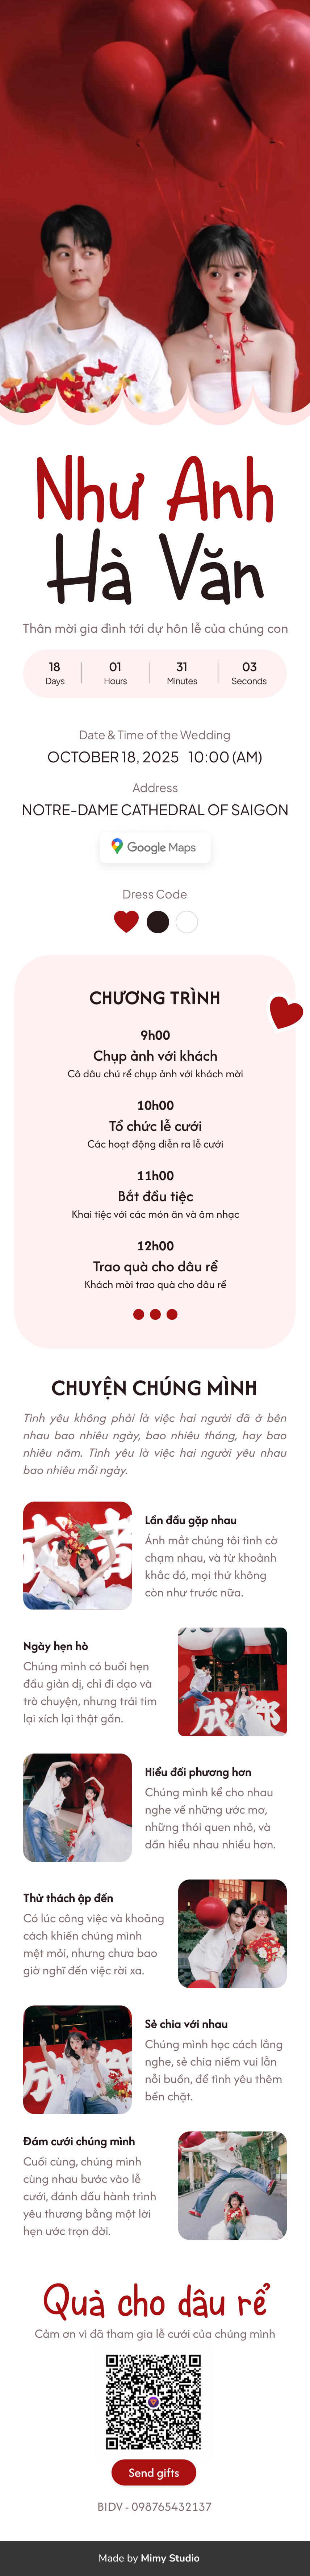 Như Anh
Hà Văn
Thân mời gia đình tới dự hôn lễ của chúng con
18 01 31 03
Days Hours Minutes Seconds
Date & Time of the Wedding
OCTOBER 18, 2025 10:00 (AM)
Address
NOTRE-DAME CATHEDRAL OF SAIGON
Google Maps
Dress Code
CHƯƠNG TRÌNH
9h00
Chụp ảnh với khách
Cô dâu chú rể chụp ảnh với khách mời
10h00
Tổ chức lễ cưới
Các hoạt động diễn ra lễ cưới
11h00
Bắt đầu tiệc
Khai tiệc với các món ăn và âm nhạc
12h00
Trao quà cho dâu rể
Khách mời trao quà cho dâu rể
CHUYỆN CHÚNG MÌNH
Tình yêu không phải là việc hai người đã ở bên
nhau bao nhiêu ngày, bao nhiêu tháng, hay bao
nhiêu năm. Tình yêu là việc hai người yêu nhau
bao nhiêu mỗi ngày.
Lần đầu gặp nhau
Ánh mắt chúng tôi tình cờ
chạm nhau, và từ khoảnh
khắc đó, mọi thứ không
còn như trước nữa.
Ngày hẹn hò
Chúng mình có buổi hẹn
đầu giản dị, chỉ đi dạo và
trò chuyện, nhưng trái tim
lại xích lại thật gần.
成都
Hiểu đối phương hơn
Chúng mình kể cho nhau
nghe về những ước mơ,
những thói quen nhỏ, và
dần hiểu nhau nhiều hơn.
Thử thách ập đến
Có lúc công việc và khoảng
cách khiến chúng mình
mệt mỏi, nhưng chưa bao
giờ nghĩ đến việc rời xa.
Sẻ chia với nhau
Chúng mình học cách lắng
nghe, sẻ chia niềm vui lẫn
nỗi buồn, để tình yêu thêm
bền chặt.
Đám cưới chúng mình
Cuối cùng, chúng mình
cùng nhau bước vào lễ
cưới, đánh dấu hành trình
yêu thương bằng một lời
hẹn ước trọn đời.
Quà cho dâu rể
Cảm ơn vì đã tham gia lễ cưới của chúng mình
Send gifts
BIDV - 098765432137
Made by Mimy Studio